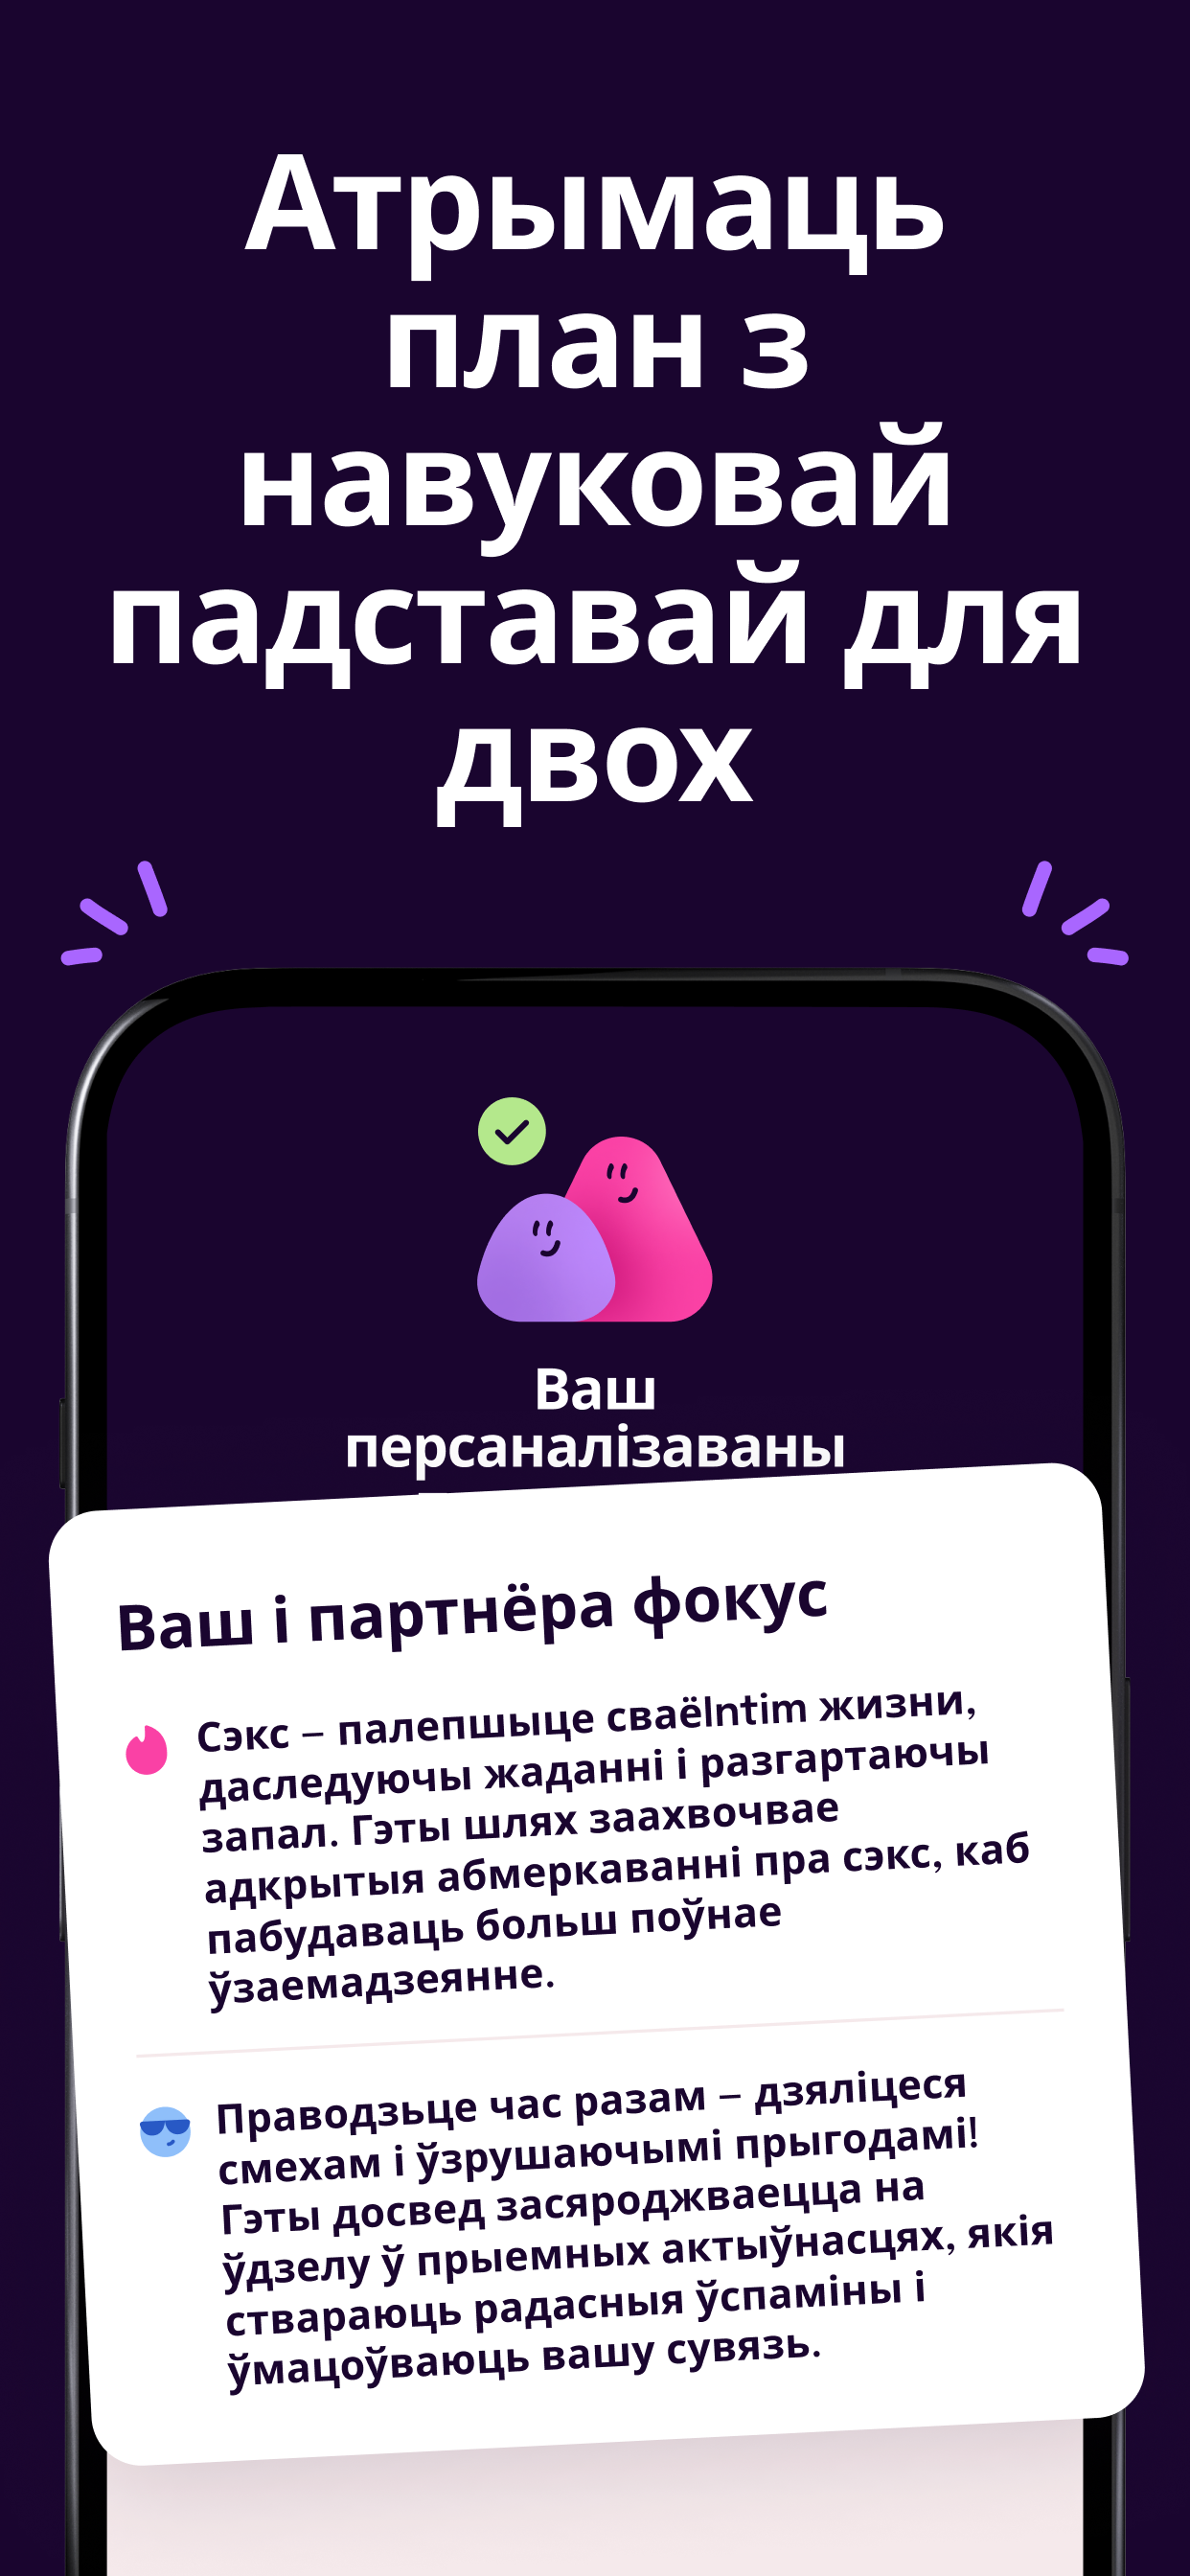 Атрымаць
план з
навуковай
падставай для
двох
Ваш
персаналізаваны
Ваш і партнёра фокус
Сэкс – палепшыце сваёIntim жизни,
даследуючы жаданні і разгартаючы
запал. Гэты шлях заахвочвае
адкрытыя абмеркаванні пра сэкс, каб
пабудаваць больш поўнае
ўзаемадзеянне.
Праводзьце час разам – дзяліцеся
смехам і ўзрушаючымі прыгодамі!
Гэты досвед засяроджваецца на
ўдзелу ў прыемных актыўнасцях, якія
ствараюць радасныя ўспаміны і
ўмацоўваюць вашу сувязь.